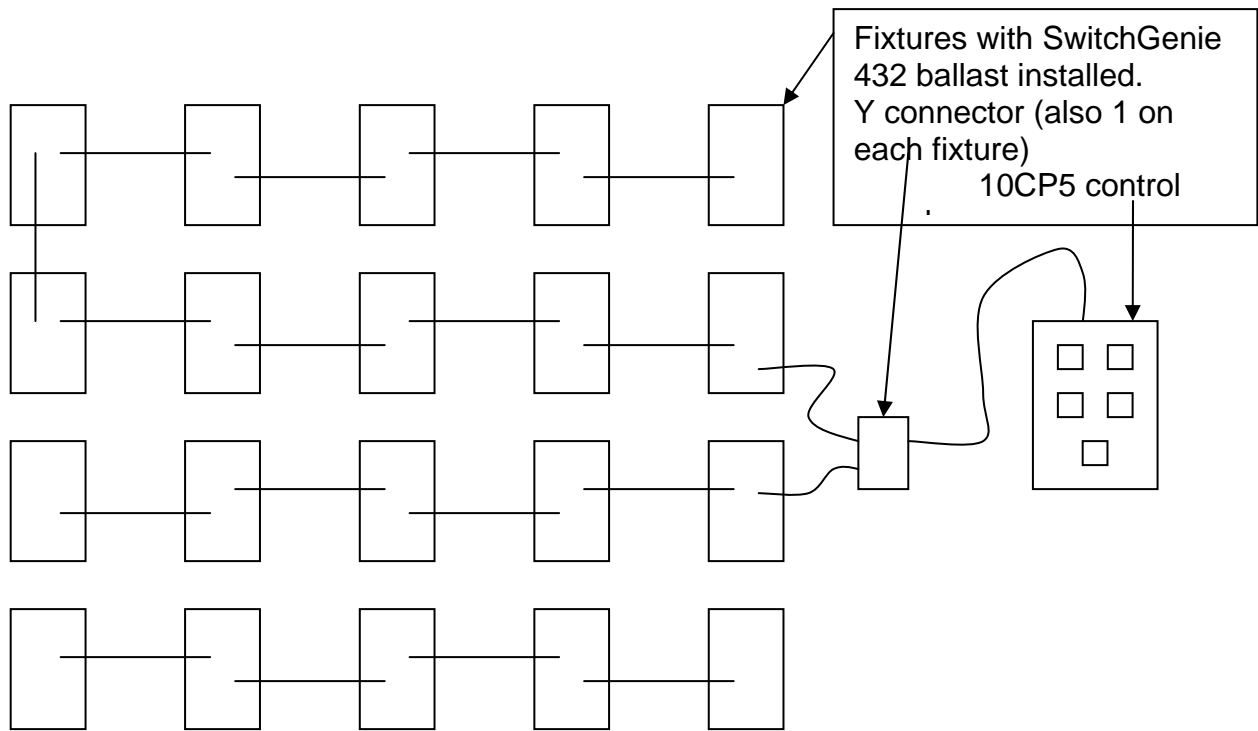 Fixtures with SwitchGenie
432 ballast installed.
Y connector (also 1 on
each fixture)
10CP5 control